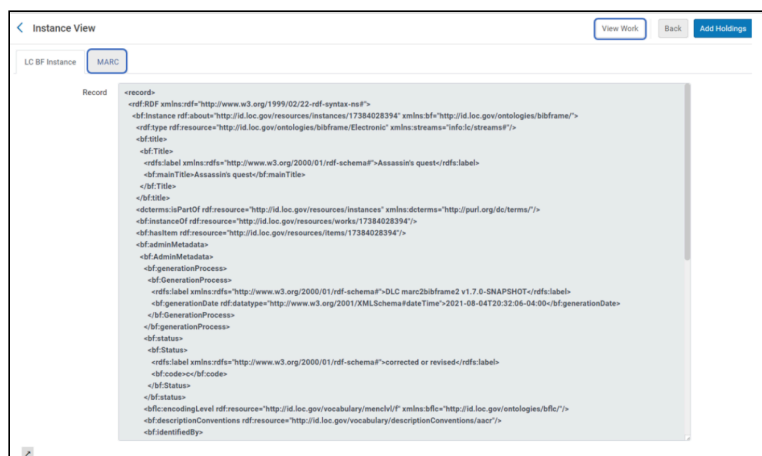 Instance View
View Work
Back
Add Holdings
LC BF Instance
MARC
Record
<record>
<rdf:RDF xmlns:rdf="http://www.w3.org/1999/02/22-rdf-syntax-ns#">
<bf:Instance rdf:about="http://id.loc.gov/resources/instances/17384028394" xmlns:bf="http://id.loc.gov/ontologies/bibframe/">
<rdf:type rdf:resource="http://id.loc.gov/ontologies/bibframe/Electronic" xmlns:streams="info:lc/streams#"/>
<bf:title>
<bf:Title>
<rdfs:label xmlns:rdfs="http://www.w3.org/2000/01/rdf-schema#">Assassin's quest</rdfs:label>
<bf:mainTitle>Assassin's quest</bf:mainTitle>
</bf:Title>
</bf:title>
<dcterms:isPartOf rdf:resource="http://id.loc.gov/resources/instances" xmlns:dcterms="http://purl.org/dc/terms/"/>
<bf:instanceOf rdf:resource="http://id.loc.gov/resources/works/17384028394"/>
<bf:hasItem rdf:resource="http://id.loc.gov/resources/items/17384028394"/>
<bf:adminMetadata>
<bf:AdminMetadata>
<bf:generationProcess>
<bf:GenerationProcess>
<rdfs:label xmlns:rdfs="http://www.w3.org/2000/01/rdf-schema#">DLC marc2bibframe2 v1.7.0-SNAPSHOT</rdfs:label>
<bf:generationDate rdf:datatype="http://www.w3.org/2001/XMLSchema#dateTime">2021-08-04T20:32:06-04:00</bf:generationDate>
</bf:GenerationProcess>
</bf:generationProcess>
<bf:status>
<bf:Status>
<rdfs:label xmlns:rdfs="http://www.w3.org/2000/01/rdf-schema#">corrected or revised</rdfs:label>
<bf:code>c</bf:code>
</bf:Status>
</bf:status>
<bflc:encodingLevel rdf:resource="http://id.loc.gov/vocabulary/menclvl/f" xmlns:bflc="http://id.loc.gov/ontologies/bflc/"/>
<bf:descriptionConventions rdf:resource="http://id.loc.gov/vocabulary/descriptionConventions/aacr"/>
<bf:identifiedBy>